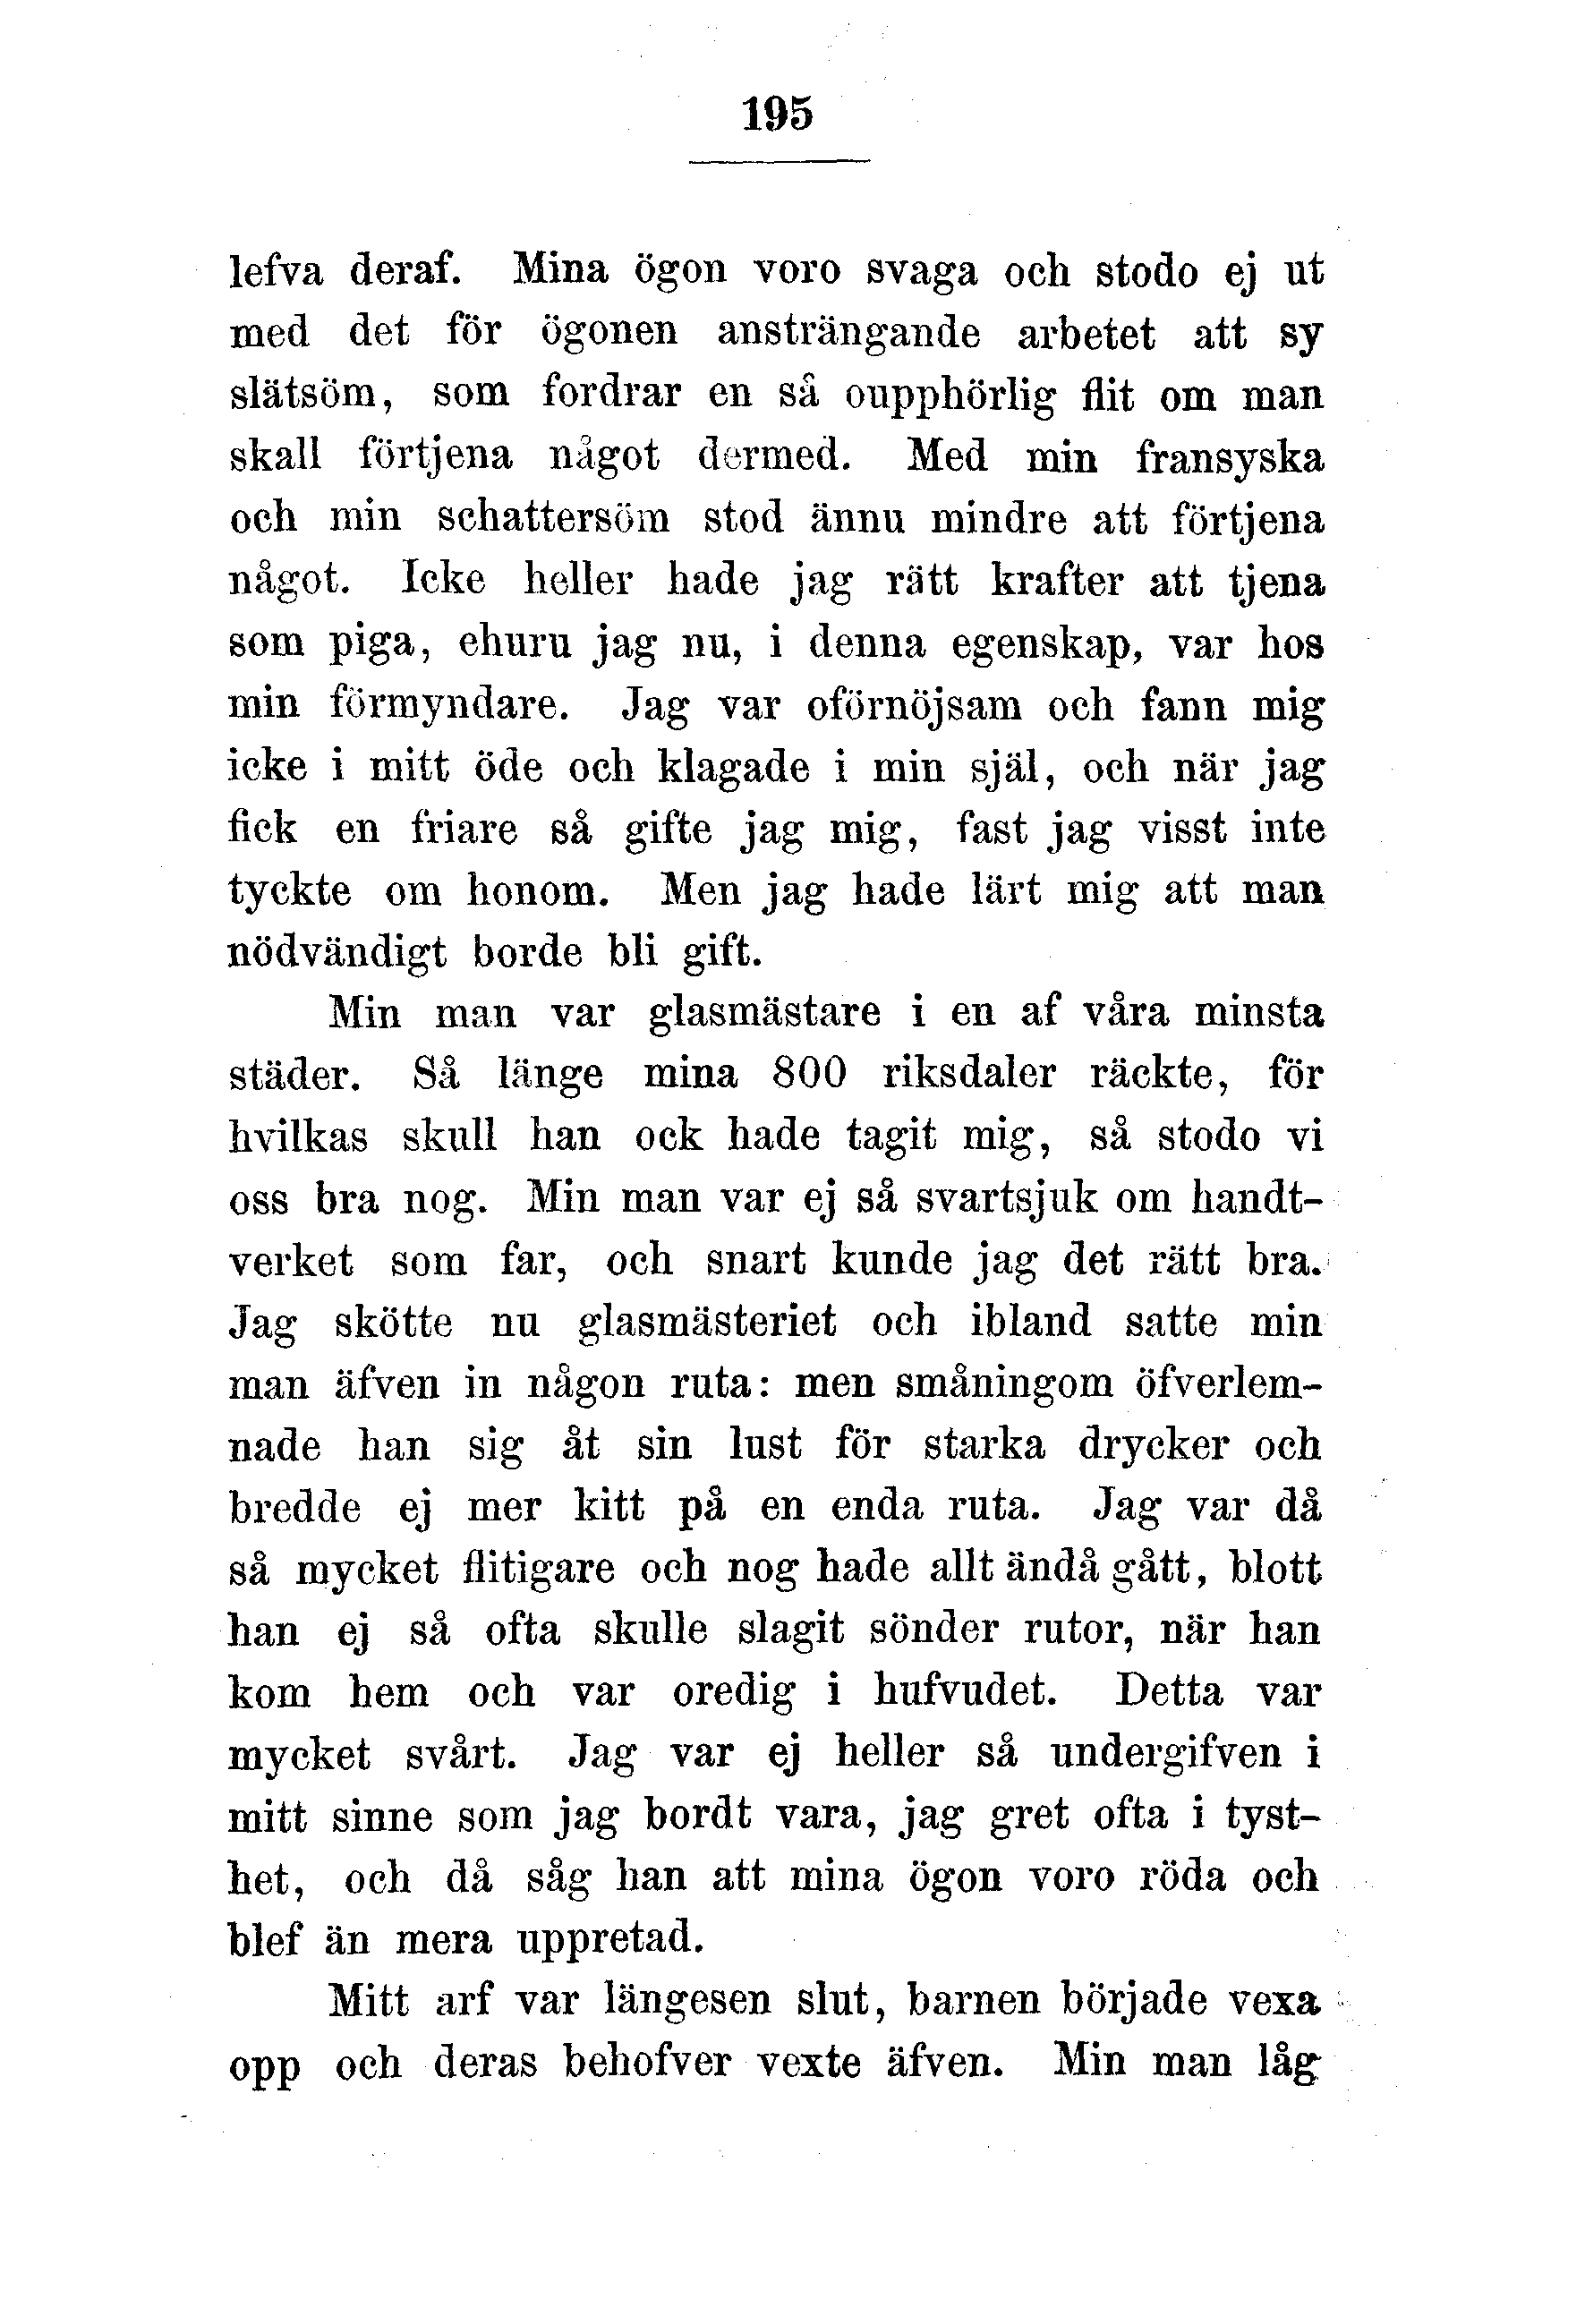 195
lefva deraf. Mina ögon voro svaga och stodo ej ut
med det för ögonen ansträngande arbetet att sy
slätsöm, som fordrar en så oupphörlig flit om man
skall förtjena något dermed. Med min fransyska
och min schattersöm stod ännu mindre att förtjena
något. Icke heller hade jag rätt krafter att tjena
som piga, ehuru jag nu, i denna egenskap, var hos
min förmyndare. Jag var oförnöjsam och fann mig
icke i mitt öde och klagade i min själ, och när jag
fick en friare så gifte jag mig, fast jag visst inte
tyckte om honom. Men jag hade lärt mig att man
nödvändigt borde bli gift.
Min man var glasmästare i en af våra minsta
städer. Så länge mina 800 riksdaler räckte, för
hvilkas skull han ock hade tagit mig, så stodo vi
oss bra nog. Min man var ej så svartsjuk om handt-
verket som far, och snart kunde jag det rätt bra.
Jag skötte nu glasmästeriet och ibland satte min
man äfven in någon ruta: men småningom öfverlem-
nade han sig åt sin lust för starka drycker och
bredde ej mer kitt på en enda ruta. Jag var då
så mycket flitigare och nog hade allt ändå gått, blott
han ej så ofta skulle slagit sönder rutor, när han
kom hem och var oredig i hufvudet. Detta var
mycket svårt. Jag var ej heller så undergifven i
mitt sinne som jag bordt vara, jag gret ofta i tyst-
het, och då såg han att mina ögon voro röda och
blef än mera uppretad.
Mitt arf var längesen slut, barnen började vexa
opp och deras behofver vexte äfven. Min man låg